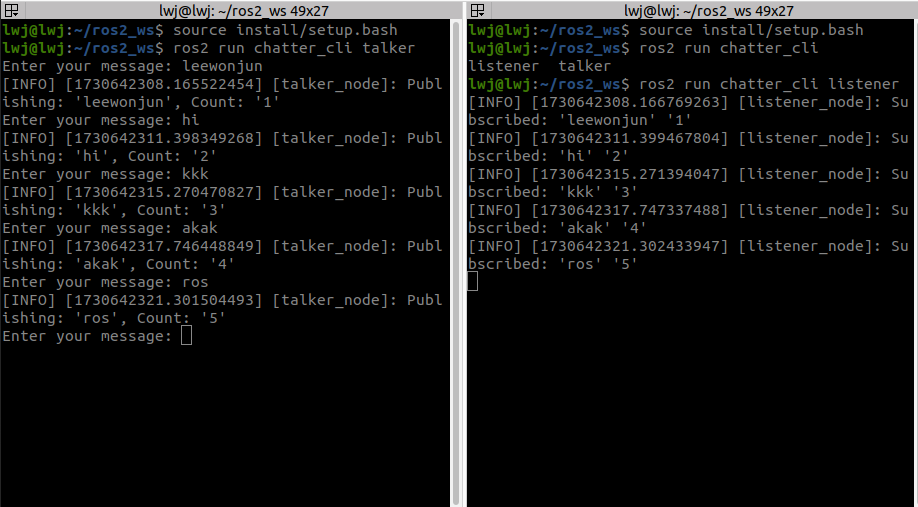 lwj@lwj: ~/ros2_ws 49x27
lwj@lwj:~/ros2_ws$ source install/setup.bash
lwj@lwj:~/ros2_ws$ ros2 run chatter_cli talker
Enter your message: leewonjun
[INFO] [1730642308.165522454] [talker_node]: Publ
ishing: 'leewonjun', Count: '1'
Enter your message: hi
[INFO] [1730642311.398349268] [talker_node]: Publ
ishing: 'hi', Count: '2'
Enter your message: kkk
[INFO] [1730642315.270470827] [talker_node]: Publ
ishing: 'kkk', Count: '3'
Enter your message: akak
[INFO] [1730642317.746448849] [talker_node]: Publ
ishing: 'akak', Count: '4'
Enter your message: ros
[INFO] [1730642321.301504493] [talker_node]: Publ
ishing: 'ros', Count: '5'
Enter your message:
lwj@lwj: ~/ros2_ws 49x27
lwj@lwj:~/ros2_ws$ source install/setup.bash
lwj@lwj:~/ros2_ws$ ros2 run chatter_cli
listener  talker
lwj@lwj:~/ros2_ws$ ros2 run chatter_cli listener
[INFO] [1730642308.166769263] [listener_node]: Su
bscribed: 'leewonjun' '1'
[INFO] [1730642311.399467804] [listener_node]: Su
bscribed: 'hi' '2'
[INFO] [1730642315.271394047] [listener_node]: Su
bscribed: 'kkk' '3'
[INFO] [1730642317.747337488] [listener_node]: Su
bscribed: 'akak' '4'
[INFO] [1730642321.302433947] [listener_node]: Su
bscribed: 'ros' '5'